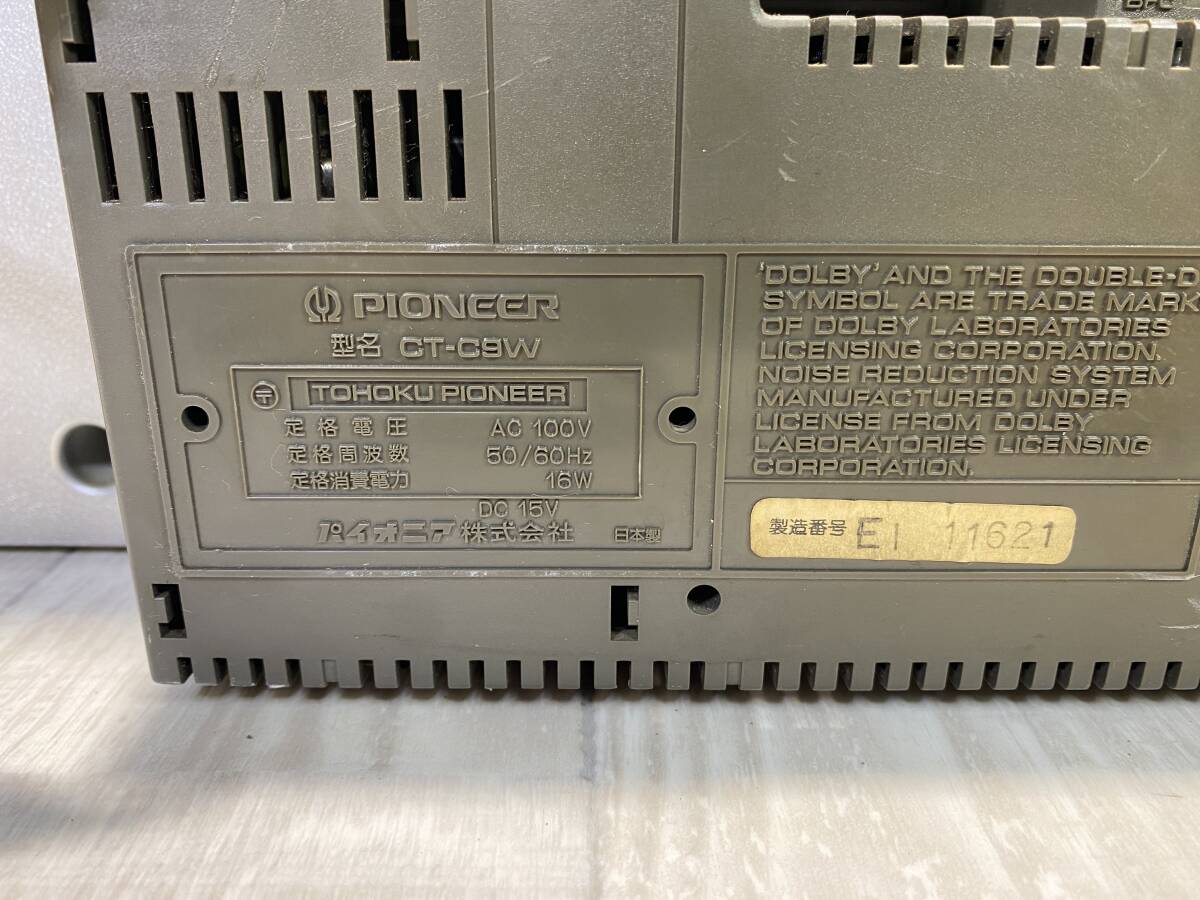 PIONEER
型名 CT-C9W
〒 TOHOKU PIONEER
定格電圧 AC 100V
定格周波数 50/60Hz
定格消費電力 16W
DC 15V
パイオニア株式会社 日本製
'DOLBY' AND THE DOUBLE-D
SYMBOL ARE TRADE MARK
OF DOLBY LABORATORIES
LICENSING CORPORATION.
NOISE REDUCTION SYSTEM
MANUFACTURED UNDER
LICENSE FROM DOLBY
LABORATORIES LICENSING
CORPORATION.
製造番号 EI 11621